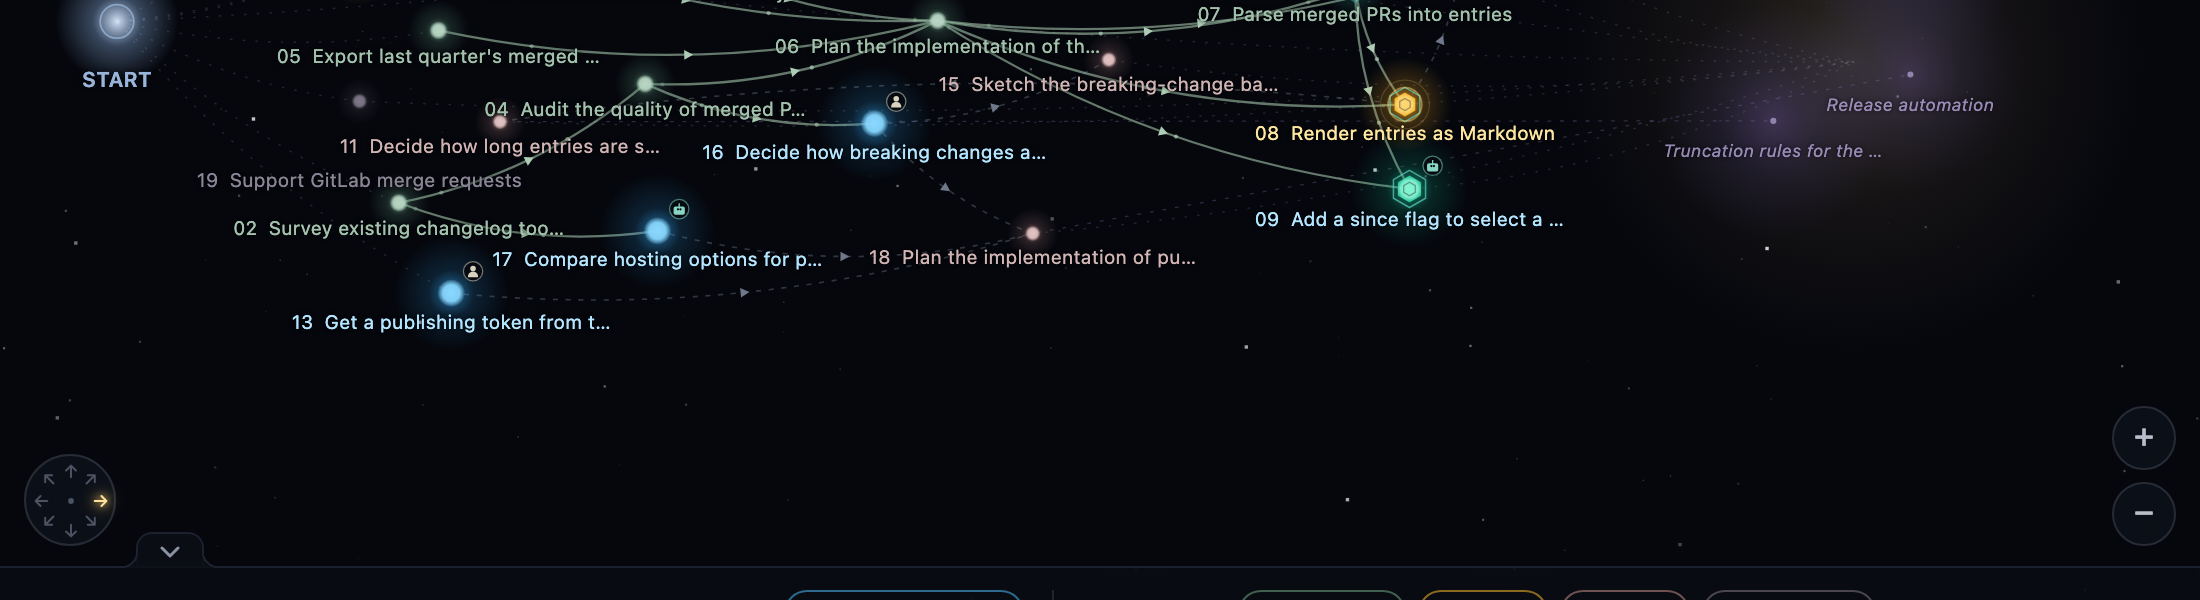 07 Parse merged PRs into entries
06 Plan the implementation of th...
05 Export last quarter's merged ...
START
15 Sketch the breaking-change ba...
Release automation
04 Audit the quality of merged P...
08 Render entries as Markdown
11 Decide how long entries are s...
16 Decide how breaking changes a...
Truncation rules for the ...
19 Support GitLab merge requests
09 Add a since flag to select a ...
02 Survey existing changelog too...
17 Compare hosting options for p...
18 Plan the implementation of pu...
13 Get a publishing token from t...